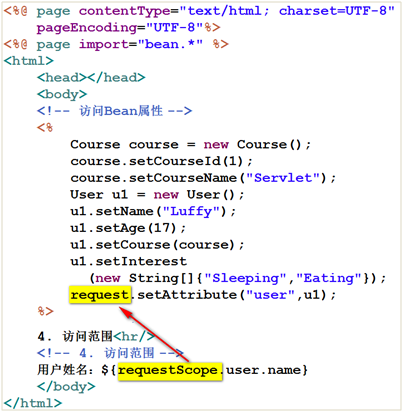 <%@ page contentType="text/html; charset=UTF-8"
pageEncoding="UTF-8"%>
<%@ page import="bean.*" %>
<html>
<head></head>
<body>
<!-- 访问Bean属性 -->
<%
Course course = new Course();
course.setCourseId(1);
course.setCourseName("Servlet");
User u1 = new User();
u1.setName("Luffy");
u1.setAge(17);
u1.setCourse(course);
u1.setInterest
(new String[]{"Sleeping","Eating"});
request.setAttribute("user",u1);
%>
4. 访问范围<hr/>
<!-- 4. 访问范围 -->
用户姓名：${requestScope.user.name}
</body>
</html>